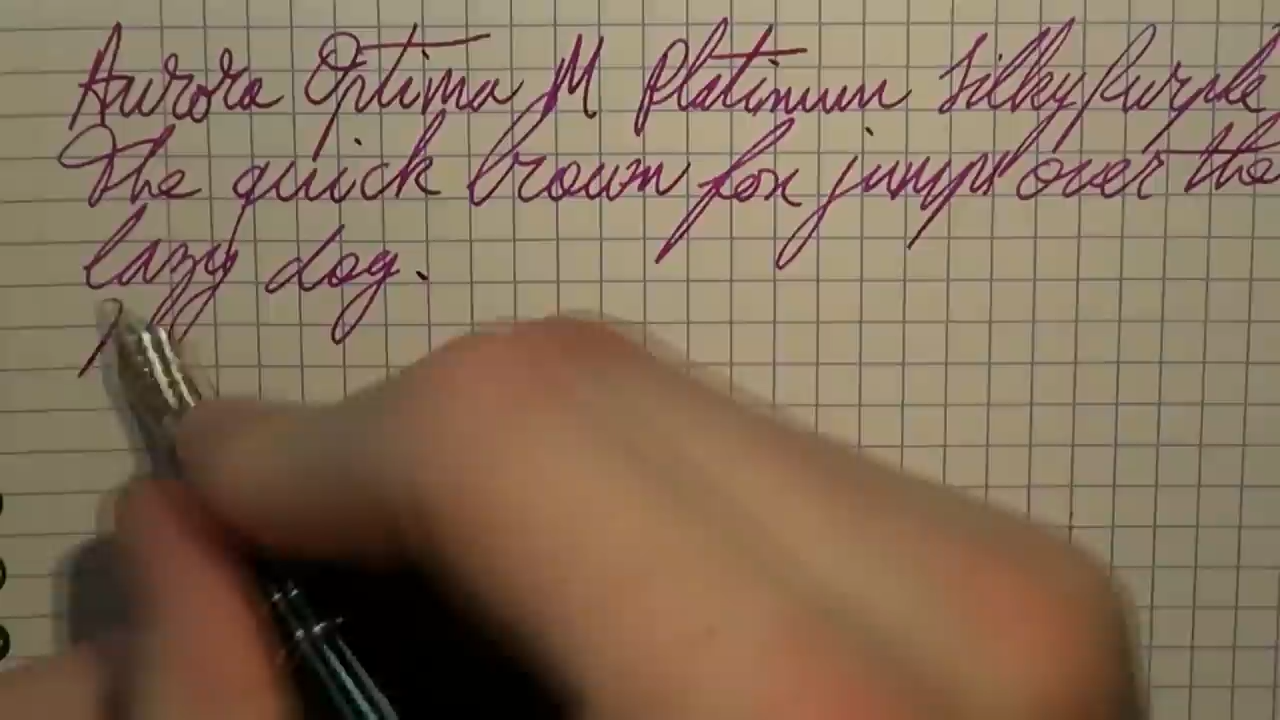 Aurora Optima M Platinum Silky Purple
The quick brown fox jumps over the
lazy dog.